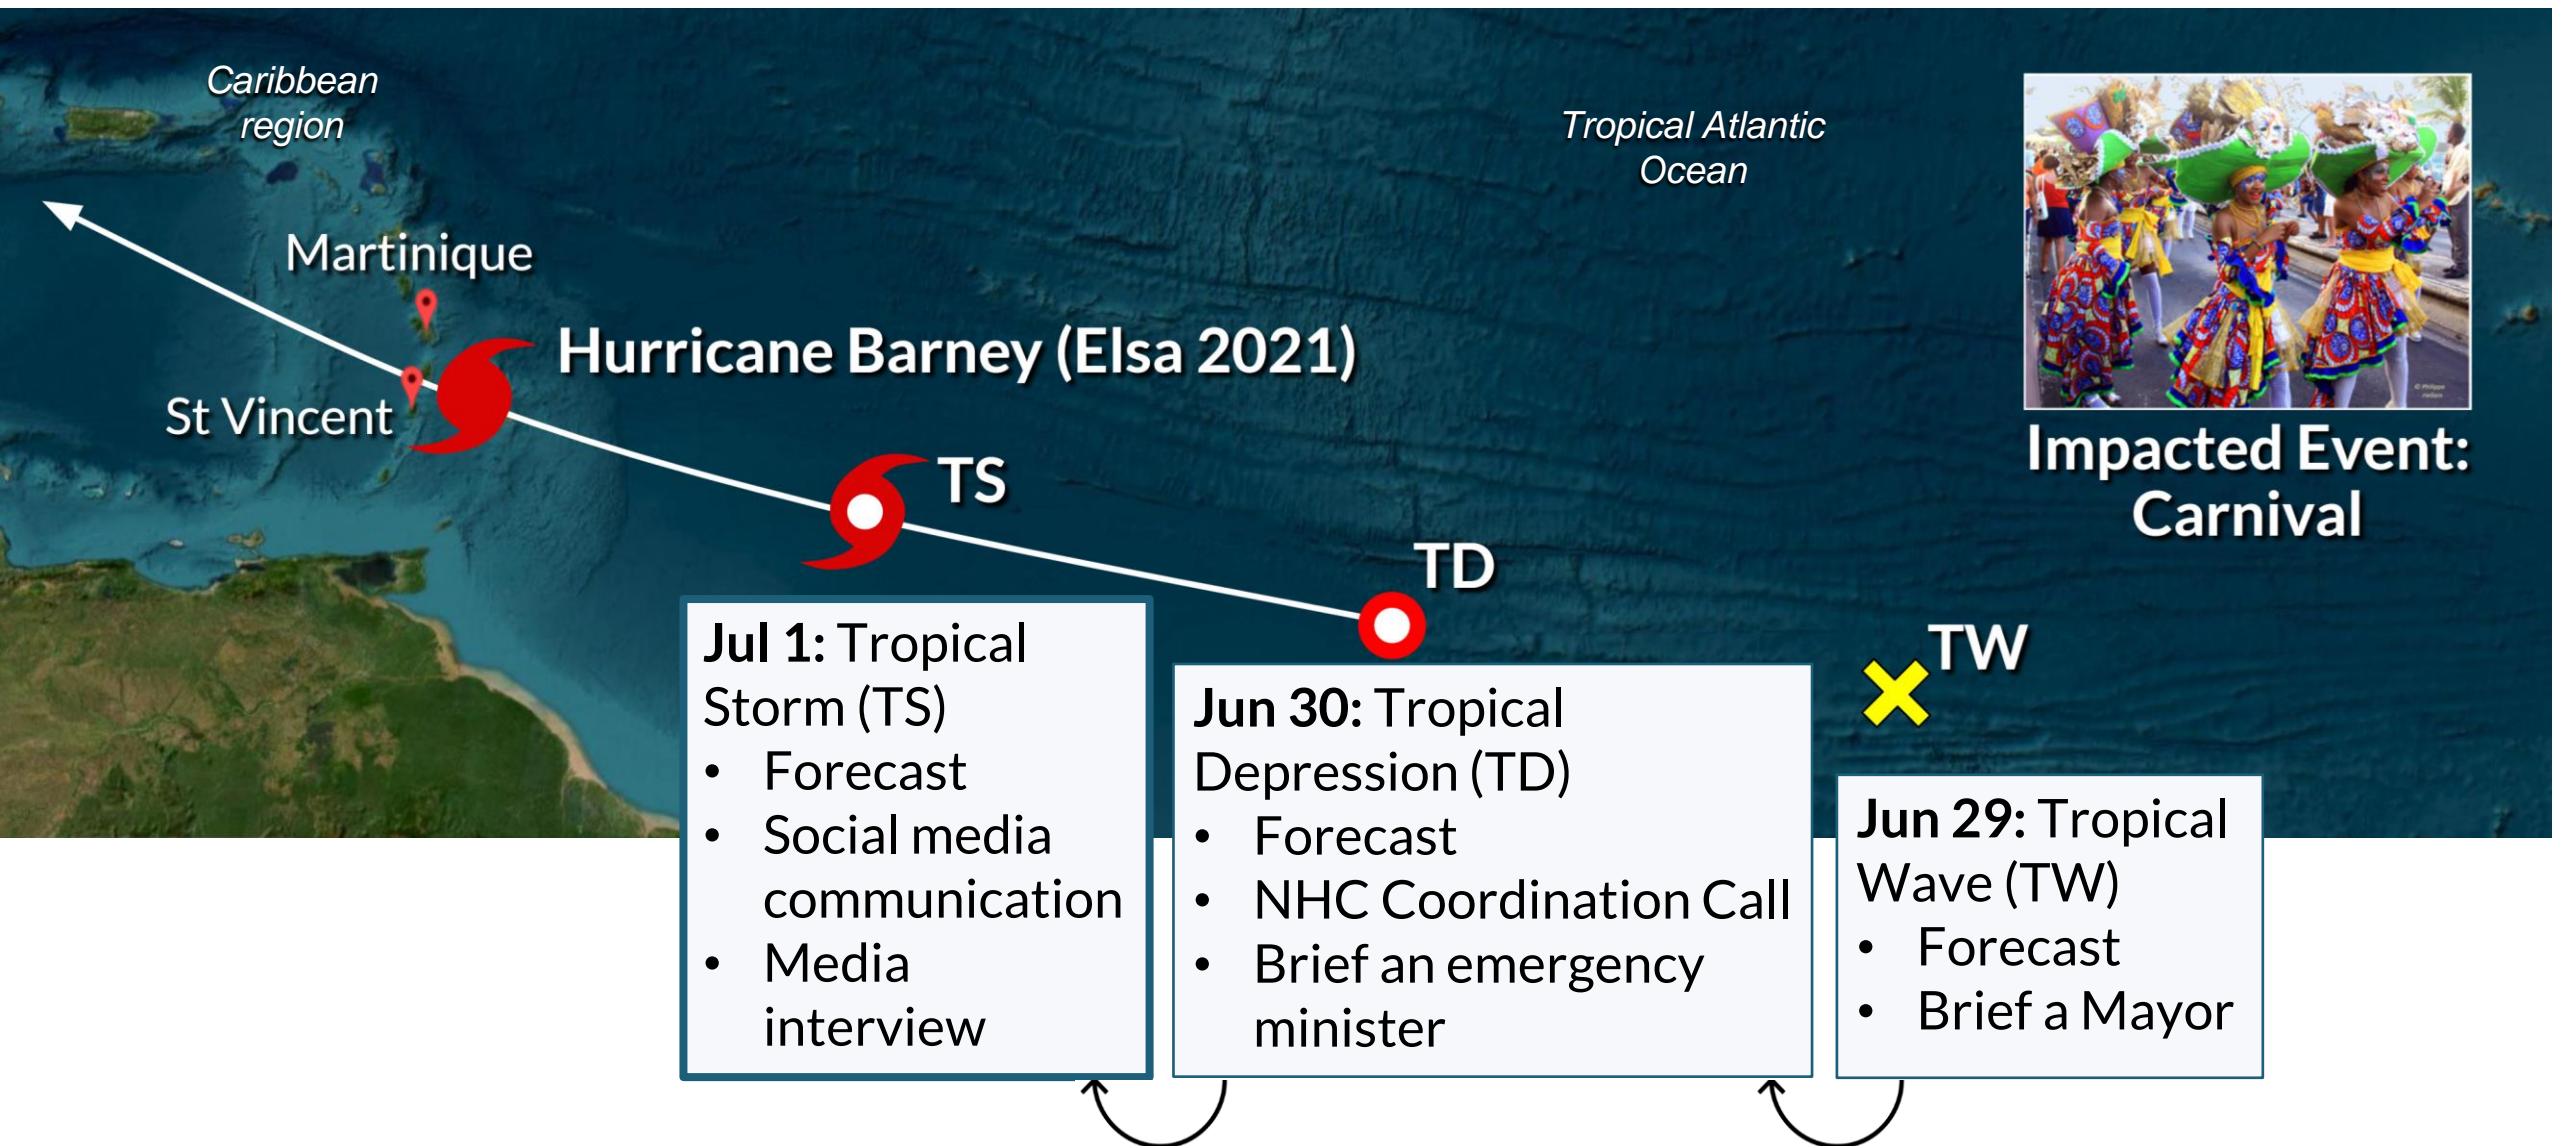 Caribbean
region
Tropical Atlantic
Ocean
Martinique
Hurricane Barney (Elsa 2021)
St Vincent
TS
TD
TW
© Philippe
Impacted Event:
Carnival
Jul 1: Tropical
Storm (TS)
• Forecast
• Social media
communication
• Media
interview
Jun 30: Tropical
Depression (TD)
• Forecast
• NHC Coordination Call
• Brief an emergency
minister
Jun 29: Tropical
Wave (TW)
• Forecast
• Brief a Mayor